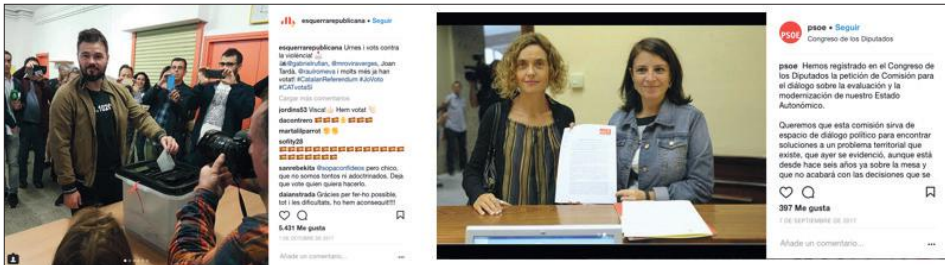 esquerrarepublicana • Seguir
esquerrarepublicana Urnes i vots contra
la violència!
@gabrielrufian, @mroviraverges, Joan
Tardà, @raulromeva i molts més ja han
votat! #CatalanReferendum #JoVoto
#CATvotaSí
Cargar más comentarios
jordins53 Visca! Hem votat!
dacontrero
martalilparrot
sofity28
sanrebekita @sopaconfideos pero chico,
que no somos tontos ni adoctrinados. Deja
que vote quien quiera hacerlo.
daianstrada Gràcies per fer-ho possible,
tot i les dificultats, ho hem aconseguit!!!!
5.431 Me gusta
1 DE OCTUBRE DE 2017
Añade un comentario...
PSOE
psoe • Seguir
Congreso de los Diputados
psoe Hemos registrado en el Congreso de
los Diputados la petición de Comisión para
el diálogo sobre la evaluación y la
modernización de nuestro Estado
Autonómico.
Queremos que esta comisión sirva de
espacio de diálogo político para encontrar
soluciones a un problema territorial que
existe, que ayer se evidenció, aunque está
desde hace seis años ya sobre la mesa y
que no acabará con las decisiones que se
397 Me gusta
7 DE SEPTIEMBRE DE 2017
Añade un comentario...